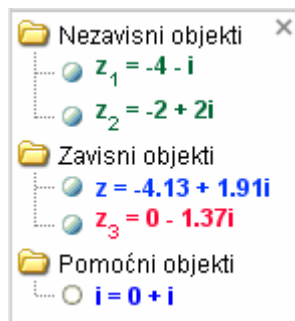 Nezavisni objekti
z₁ = -4 - i
z₂ = -2 + 2i
Zavisni objekti
z = -4.13 + 1.91i
z₃ = 0 - 1.37i
Pomoćni objekti
i = 0 + i